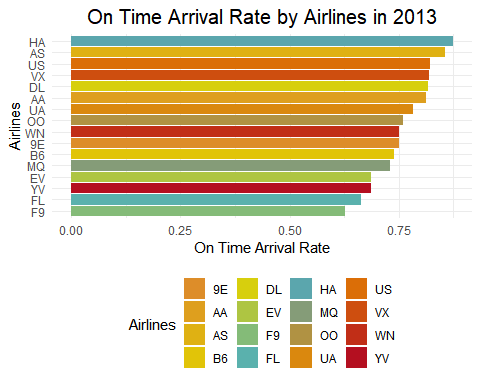 On Time Arrival Rate by Airlines in 2013
HA
AS
US
VX
DL
AA
UA
OO
WN
9E
B6
MQ
EV
YV
FL
F9
Airlines
0.00 0.25 0.50 0.75
On Time Arrival Rate
Airlines
9E DL HA US
AA EV MQ VX
AS F9 OO WN
B6 FL UA YV